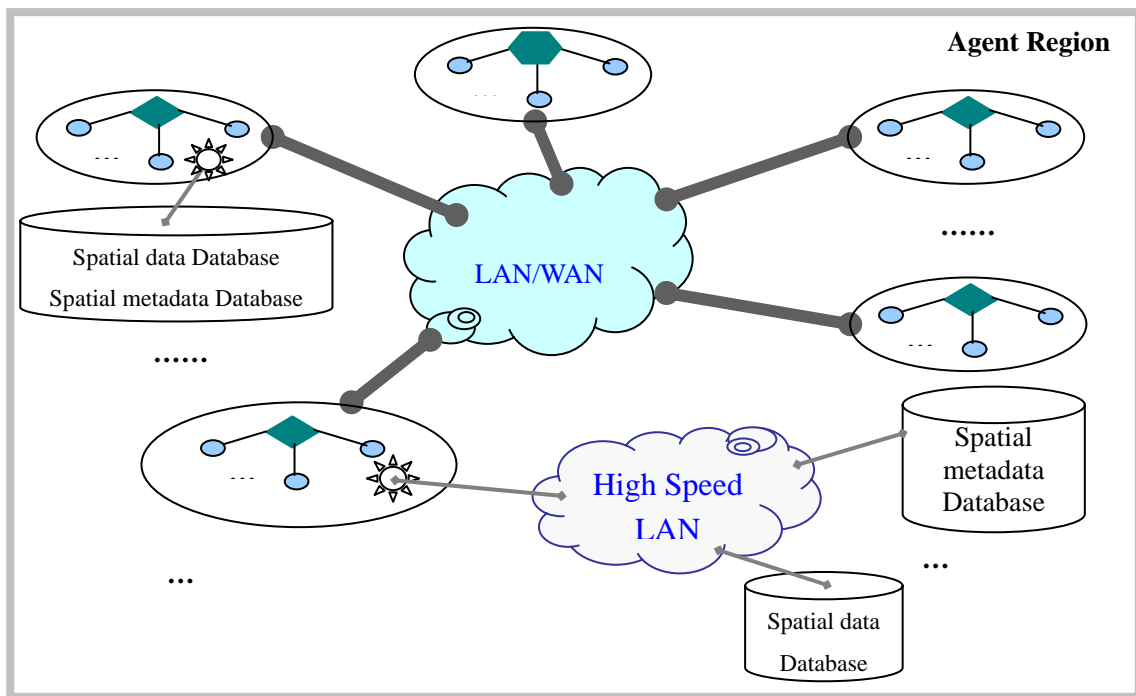 Agent Region
. . .
. . .
. . .
Spatial data Database
Spatial metadata Database
LAN/WAN
......
. . .
......
. . .
High Speed
LAN
Spatial
metadata
Database
...
...
Spatial data
Database